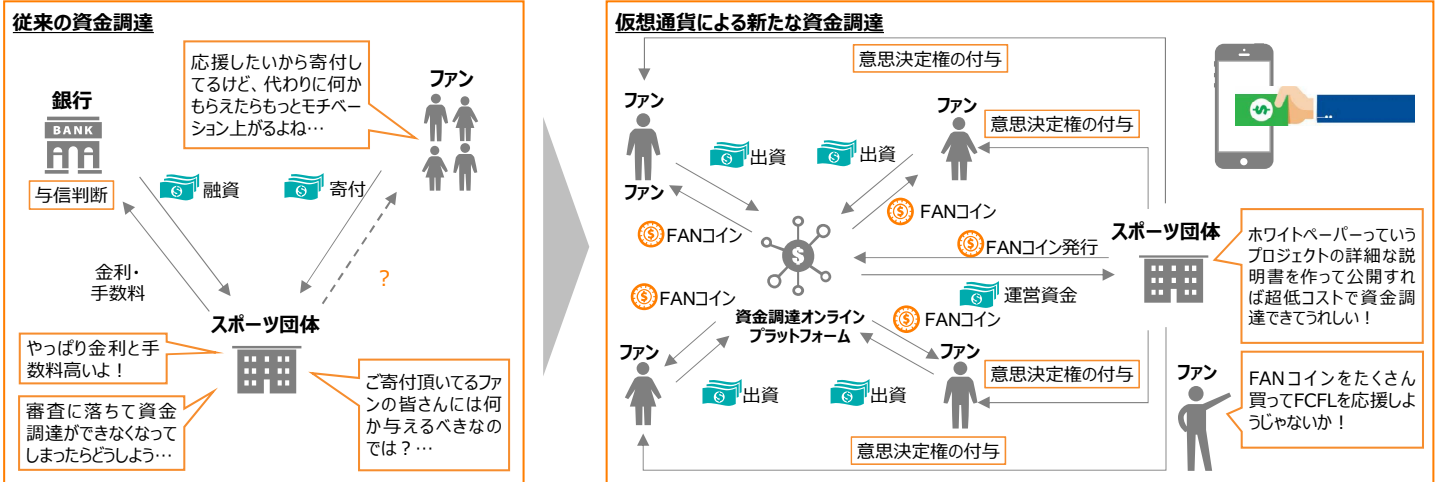 従来の資金調達
応援したいから寄付し
てるけど、代わりに何か
もらえたらもっとモチベー
ション上がるよね…
ファン
銀行
BANK
与信判断
融資
寄付
金利・
手数料
?
スポーツ団体
やっぱり金利と手
数料高いよ！
審査に落ちて資金
調達ができなくなって
しまったらどうしよう…
ご寄付頂いてるファ
ンの皆さんには何
か与えるべきなの
では？…
仮想通貨による新たな資金調達
意思決定権の付与
ファン
ファン
意思決定権の付与
出資
出資
ファン
FANコイン
FANコイン
FANコイン発行
スポーツ団体
ホワイトペーパーっていう
プロジェクトの詳細な説
明書を作って公開すれ
ば超低コストで資金調
達できてうれしい！
FANコイン
運営資金
資金調達オンライン
プラットフォーム
FANコイン
ファン
ファン
出資
出資
意思決定権の付与
意思決定権の付与
ファン
FANコインをたくさん
買ってFCFLを応援しよ
うじゃないか！